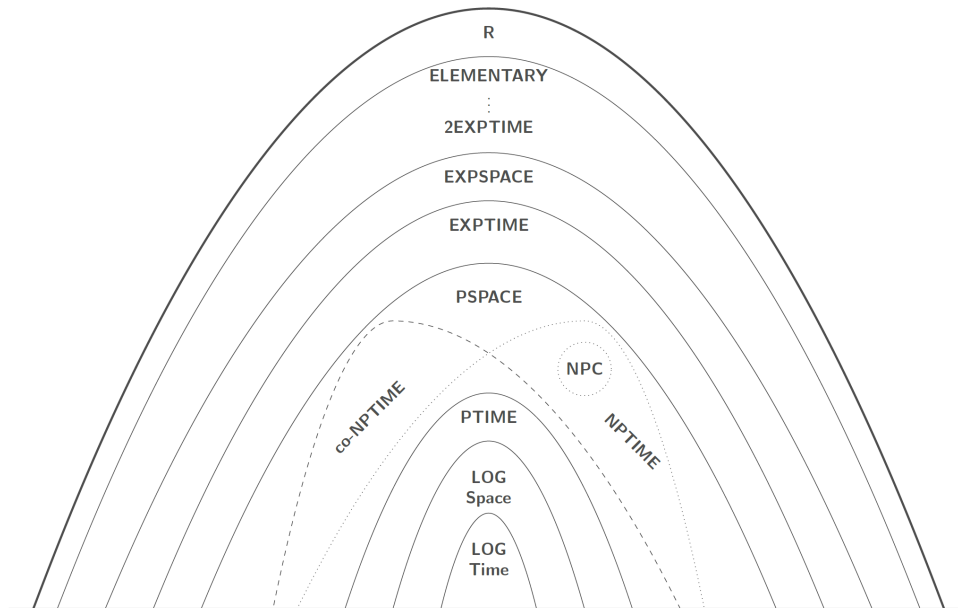 R
ELEMENTARY
⋮
2EXPTIME
EXPSPACE
EXPTIME
PSPACE
NPC
co-NPTIME
PTIME
NPTIME
LOG
Space
LOG
Time